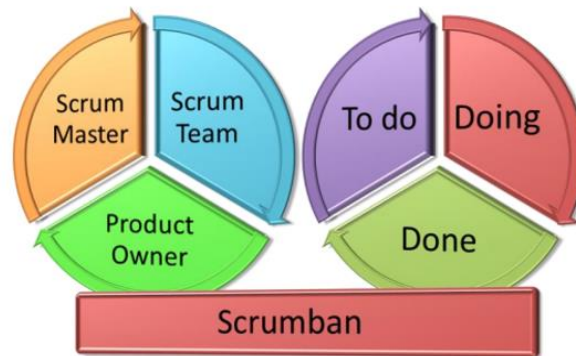 Scrum
Master
Scrum
Team
Product
Owner
To do
Doing
Done
Scrumban